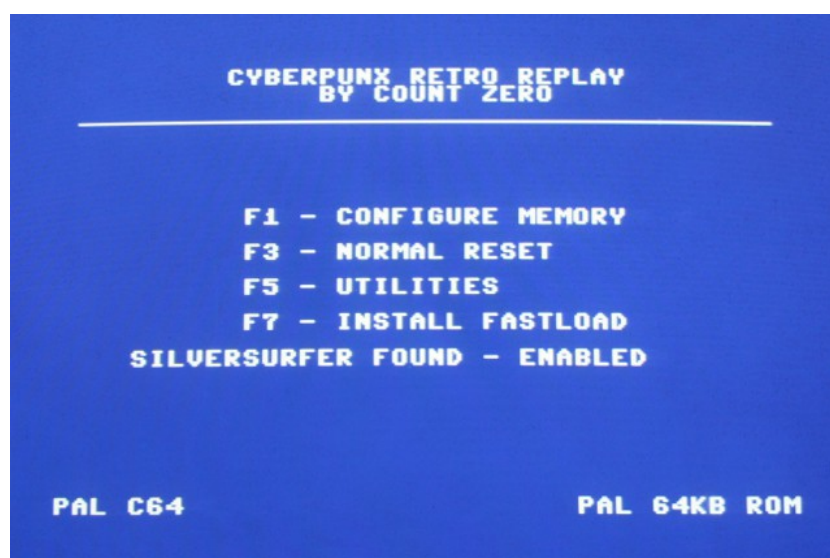 CYBERPUNX RETRO REPLAY
BY COUNT ZERO
F1 - CONFIGURE MEMORY
F3 - NORMAL RESET
F5 - UTILITIES
F7 - INSTALL FASTLOAD
SILVERSURFER FOUND - ENABLED
PAL C64 PAL 64KB ROM